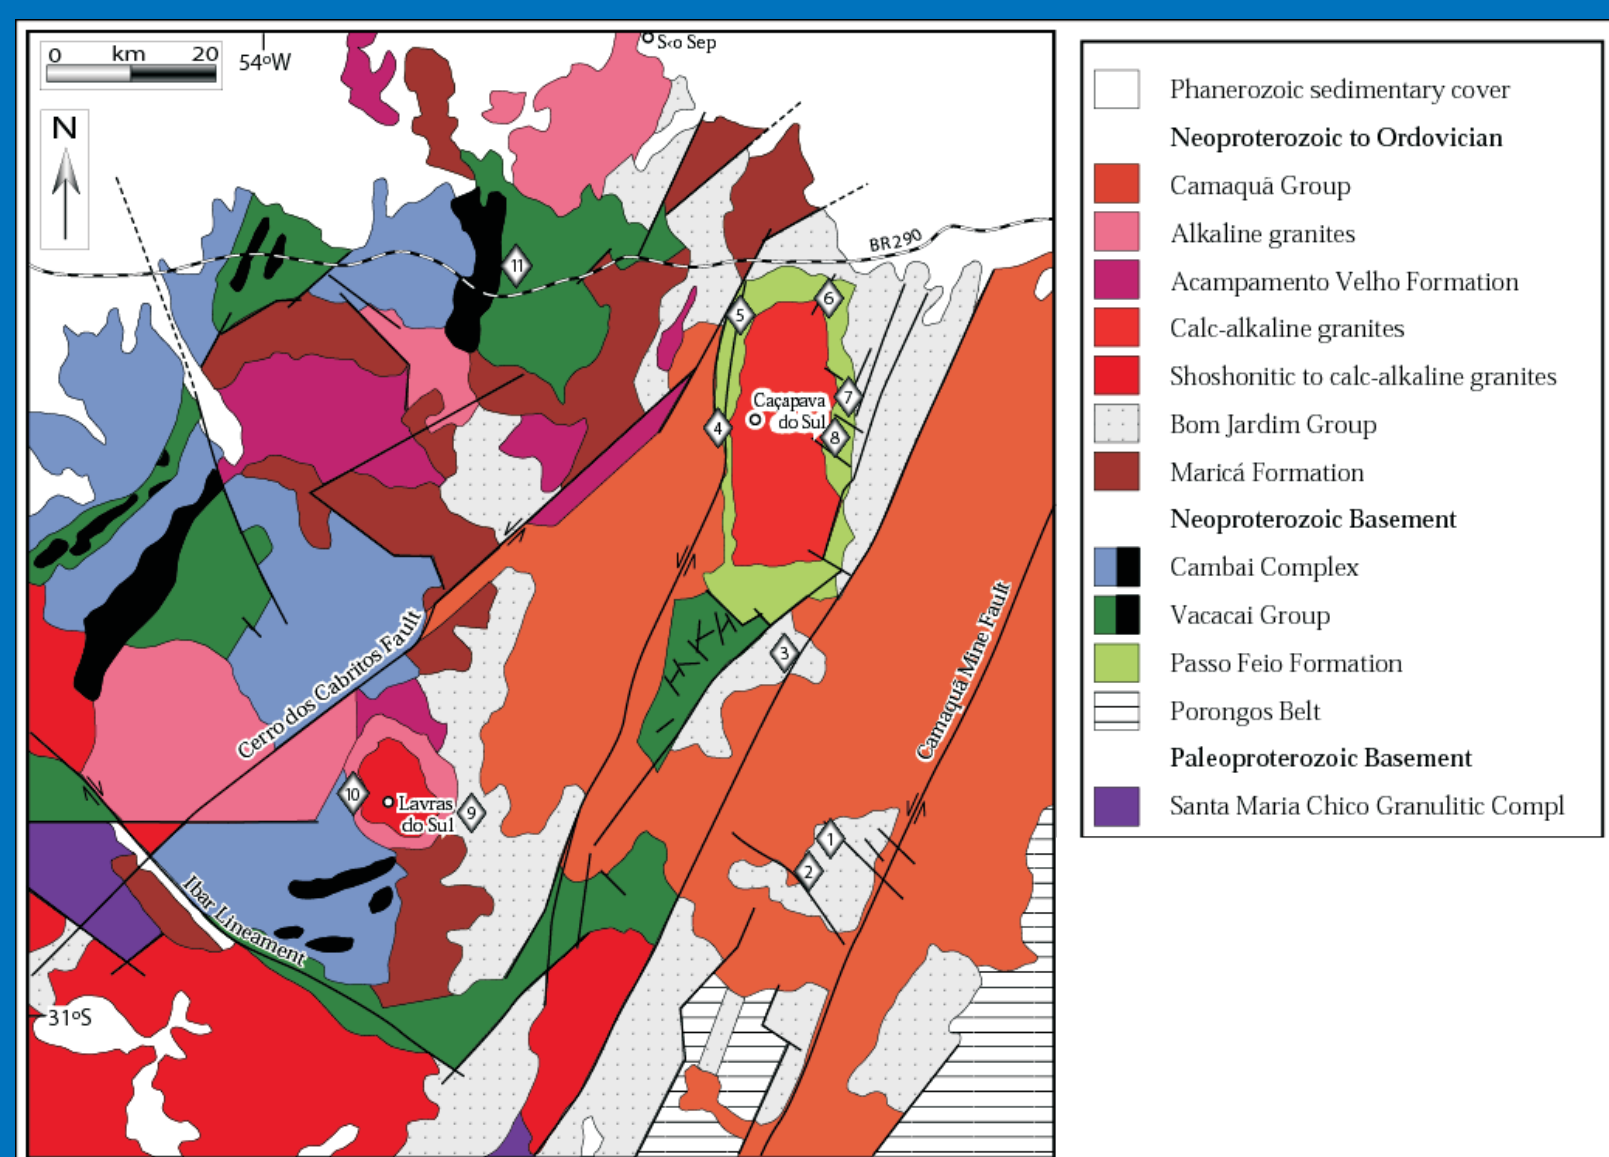 0 km 20
54ºW
S‹o Sep
N
BR290
11
5
6
7
Caçapava
do Sul
4
8
3
Cerro dos Cabritos Fault
Camaquã Mine Fault
10
Lavras
do Sul
9
1
2
Ibar Lineament
31ºS
Phanerozoic sedimentary cover
Neoproterozoic to Ordovician
Camaquã Group
Alkaline granites
Acampamento Velho Formation
Calc-alkaline granites
Shoshonitic to calc-alkaline granites
Bom Jardim Group
Maricá Formation
Neoproterozoic Basement
Cambai Complex
Vacacai Group
Passo Feio Formation
Porongos Belt
Paleoproterozoic Basement
Santa Maria Chico Granulitic Compl